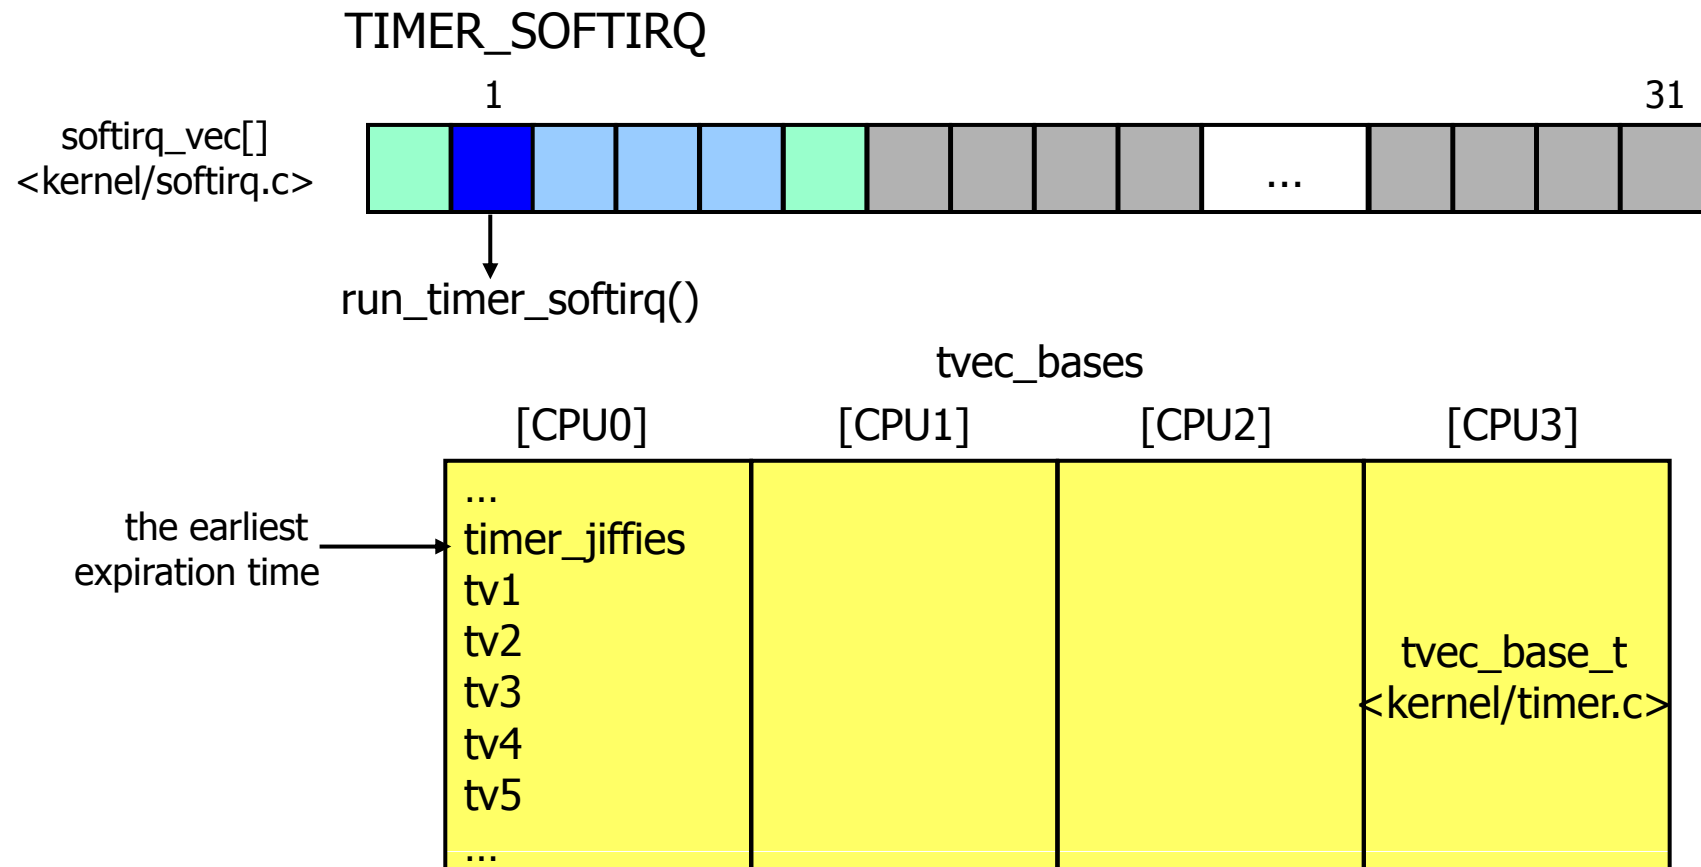 TIMER_SOFTIRQ
1
31
softirq_vec[]
<kernel/softirq.c>
...
run_timer_softirq()
tvec_bases
[CPU0]
[CPU1]
[CPU2]
[CPU3]
the earliest
expiration time
...
timer_jiffies
tv1
tv2
tv3
tv4
tv5
...
tvec_base_t
<kernel/timer.c>